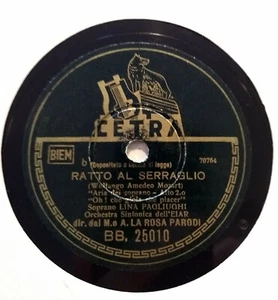 CETRA
BIEM
b (Depositato a norma di legge) 70764
RATTO AL SERRAGLIO
(Wolfango Amedeo Mozart)
"Aria del soprano - Atto 2.o
"Oh! che gioia che piacer"
Soprano LINA PAGLIUGHI
Orchestra Sinfonica dell'EIAR
dir. dal M.o A. LA ROSA PARODI
BB. 25010